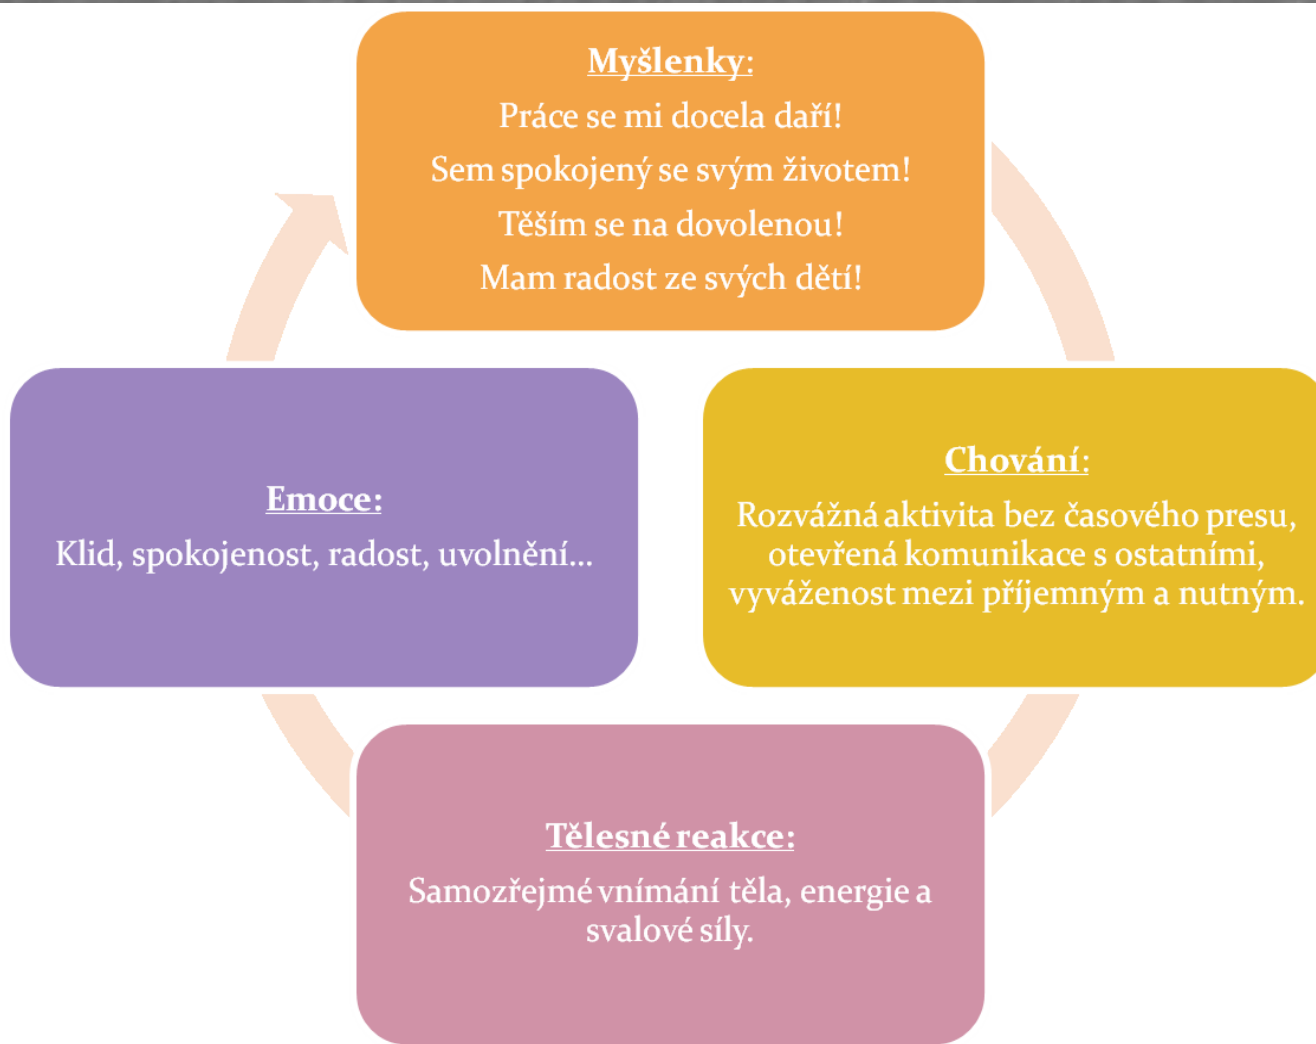 Myšlenky:
Práce se mi docela daří!
Sem spokojený se svým životem!
Těším se na dovolenou!
Mam radost ze svých dětí!
Chování:
Rozvážná aktivita bez časového presu,
otevřená komunikace s ostatními,
vyváženost mezi příjemným a nutným.
Tělesné reakce:
Samozřejmé vnímání těla, energie a
svalové síly.
Emoce:
Klid, spokojenost, radost, uvolnění...